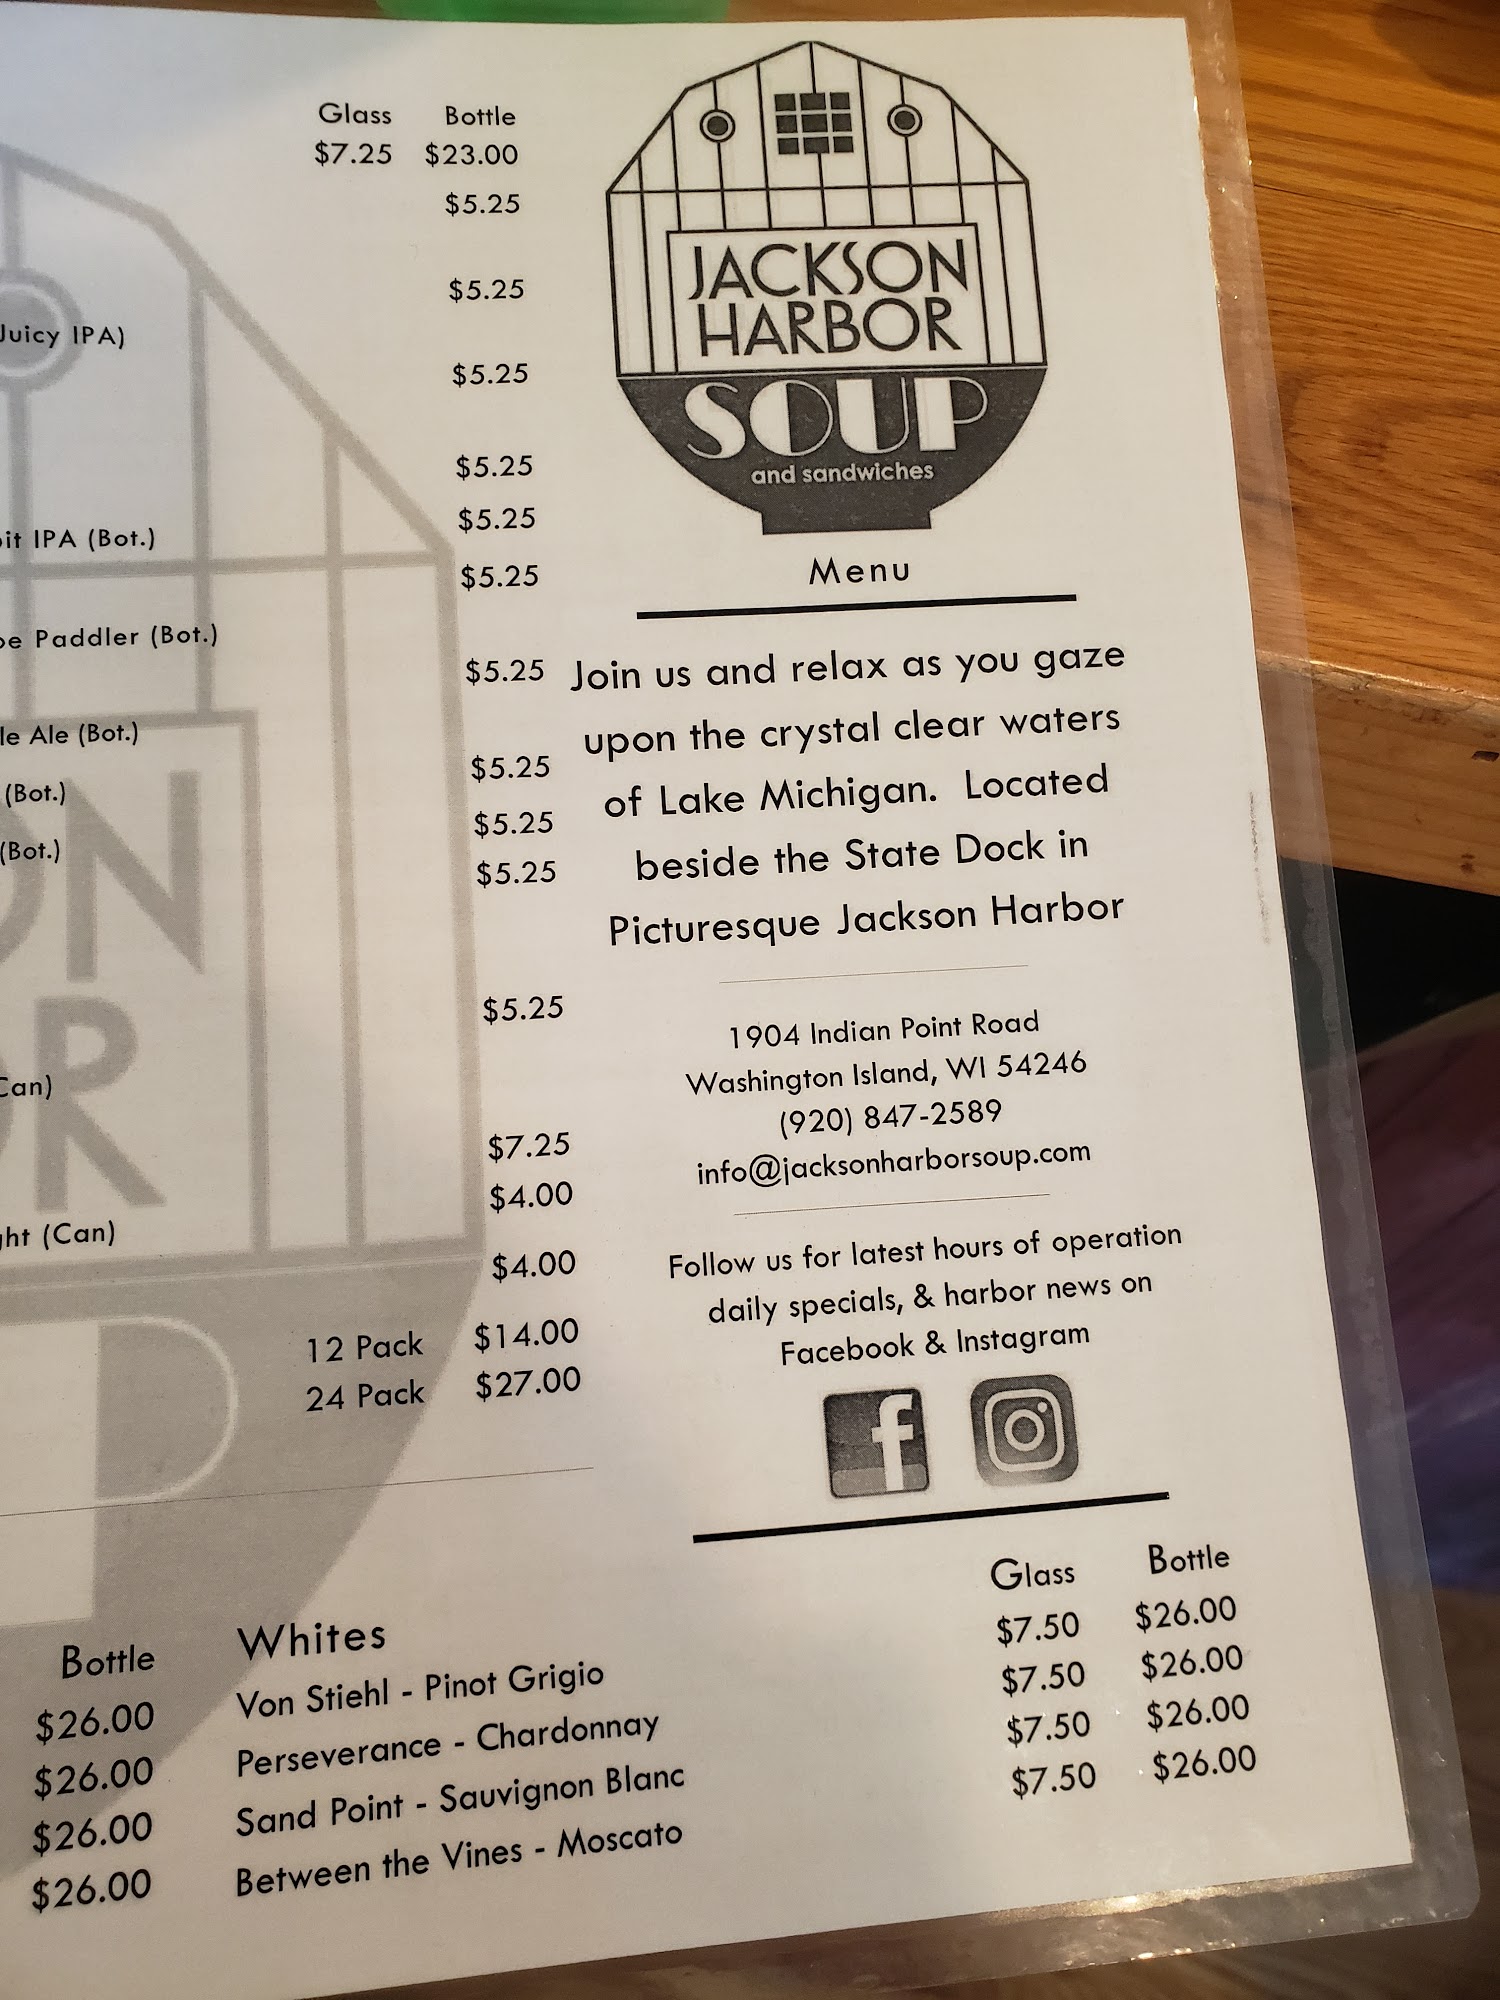 Glass Bottle
$7.25 $23.00
$5.25
$5.25
Juicy IPA)
$5.25
$5.25
$5.25
IPA (Bot.)
$5.25
Paddler (Bot.)
$5.25
Ale (Bot.)
$5.25
(Bot.)
$5.25
(Bot.)
$5.25
$5.25
Can)
$7.25
$4.00
(Can)
$4.00
12 Pack $14.00
24 Pack $27.00
JACKSON
HARBOR
SOUP
and sandwiches
Menu
Join us and relax as you gaze
upon the crystal clear waters
of Lake Michigan. Located
beside the State Dock in
Picturesque Jackson Harbor
1904 Indian Point Road
Washington Island, WI 54246
(920) 847-2589
info@jacksonharborsoup.com
Follow us for latest hours of operation
daily specials, & harbor news on
Facebook & Instagram
Bottle
$26.00
$26.00
$26.00
$26.00
Whites Glass Bottle
Von Stiehl - Pinot Grigio $7.50 $26.00
Perseverance - Chardonnay $7.50 $26.00
Sand Point - Sauvignon Blanc $7.50 $26.00
Between the Vines - Moscato $7.50 $26.00